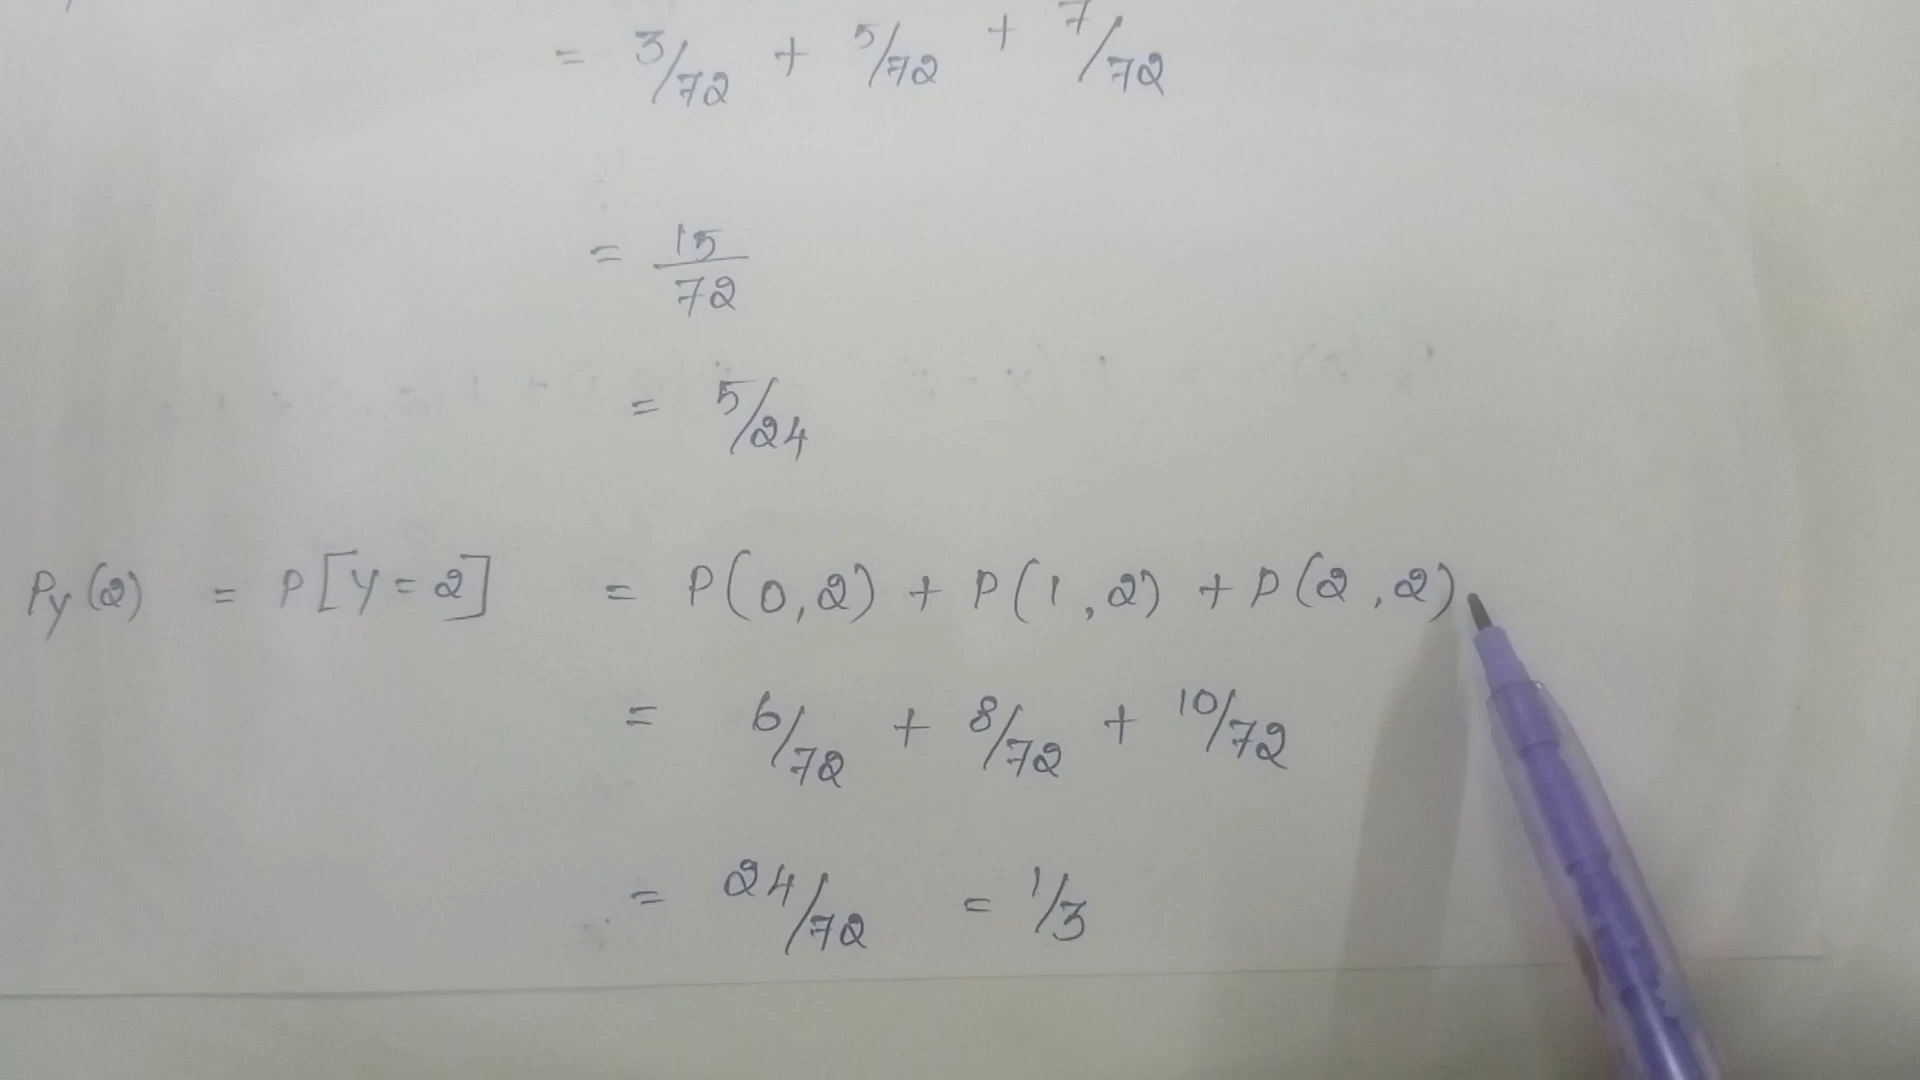 = 3/72 + 5/72 + 7/72
= 15/72
= 5/24
Py(2) = P[Y=2] = P(0,2) + P(1,2) + P(2,2)
= 6/72 + 8/72 + 10/72
= 24/72 = 1/3